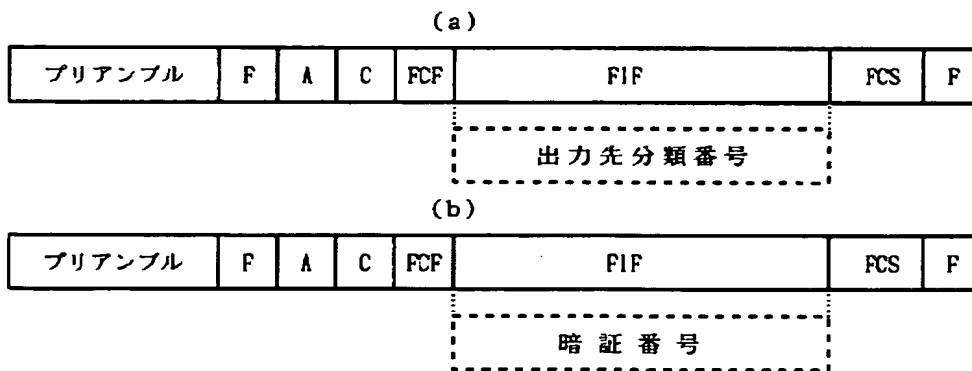 (a)
プリアンブル F A C FCF FIF FCS F
出力先分類番号
(b)
プリアンブル F A C FCF FIF FCS F
暗証番号